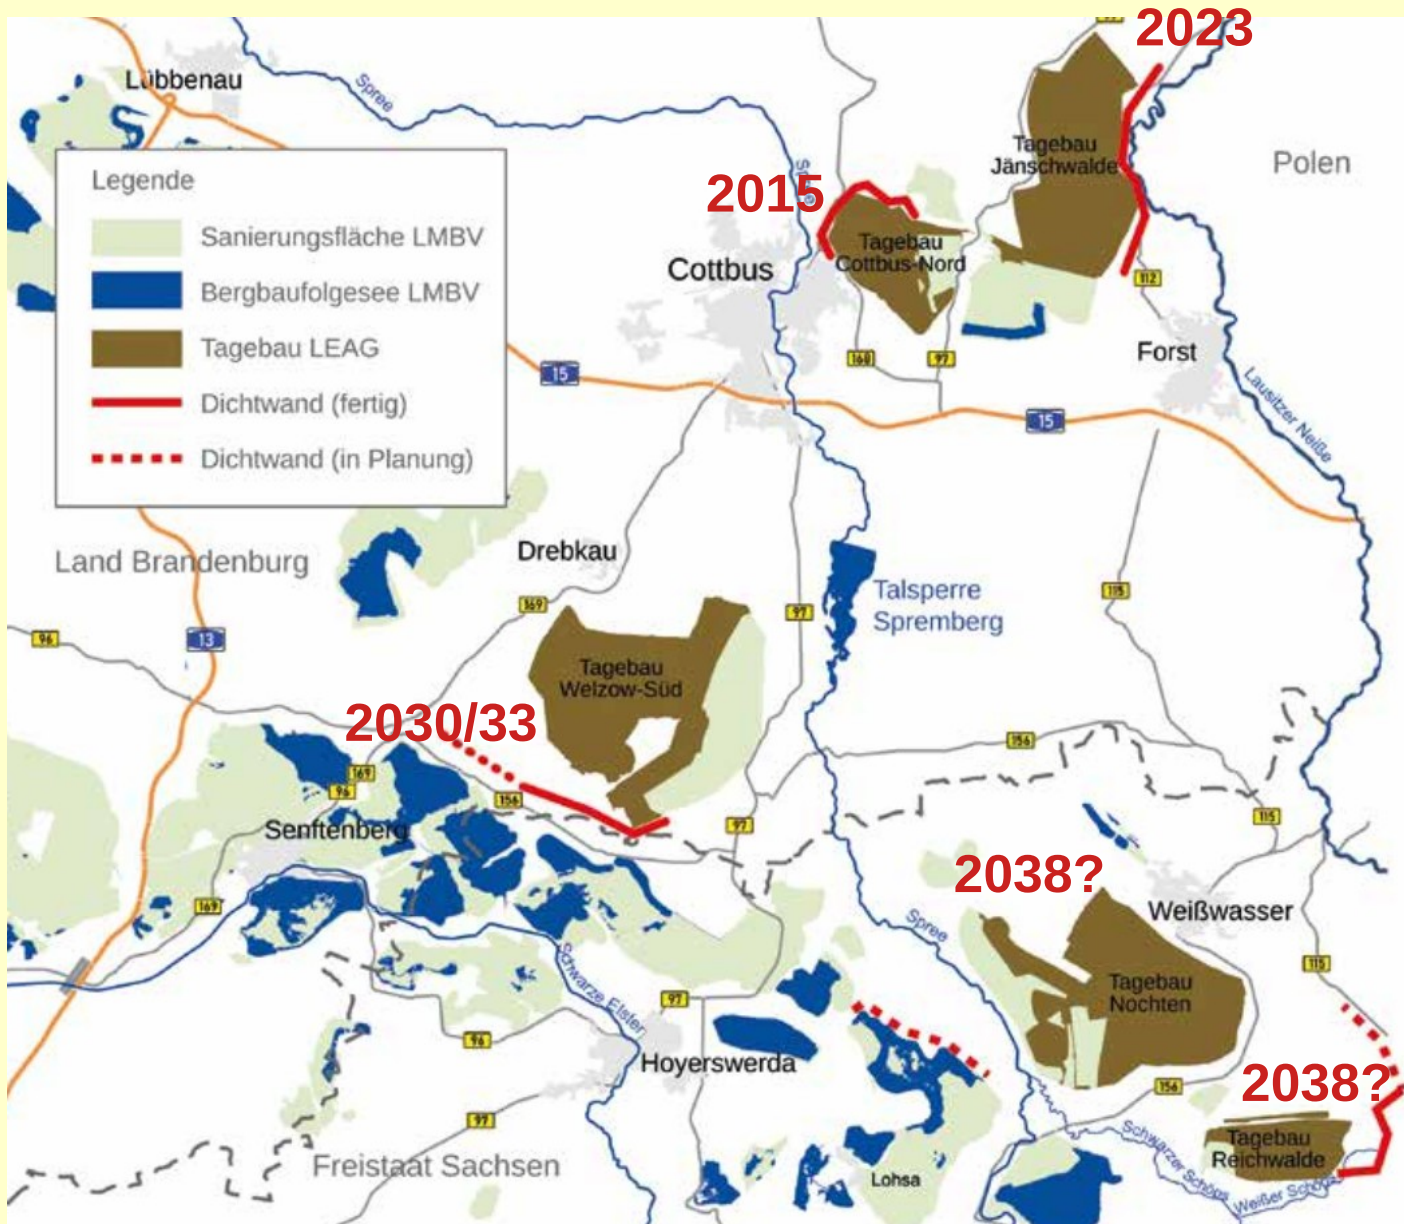 2023
Lübbenau
Spree
Legende
Sanierungsfläche LMBV
Bergbaufolgesee LMBV
Tagebau LEAG
Dichtwand (fertig)
Dichtwand (in Planung)
Tagebau
Jänschwalde
Polen
2015
Spree
Tagebau
Cottbus-Nord
Cottbus
112
Forst
168
97
15
15
Lausitzer Neiße
Land Brandenburg
Drebkau
169
97
Talsperre
Spremberg
115
96
13
Tagebau
Welzow-Süd
2030/33
156
169
96
156
97
115
Senftenberg
2038?
169
Weißwasser
Spree
115
Schwarze Elster
97
Tagebau
Nochten
96
Hoyerswerda
2038?
156
97
Schwarzer Schöps
Tagebau
Reichwalde
Freistaat Sachsen
Lohsa
Weißer Schöps